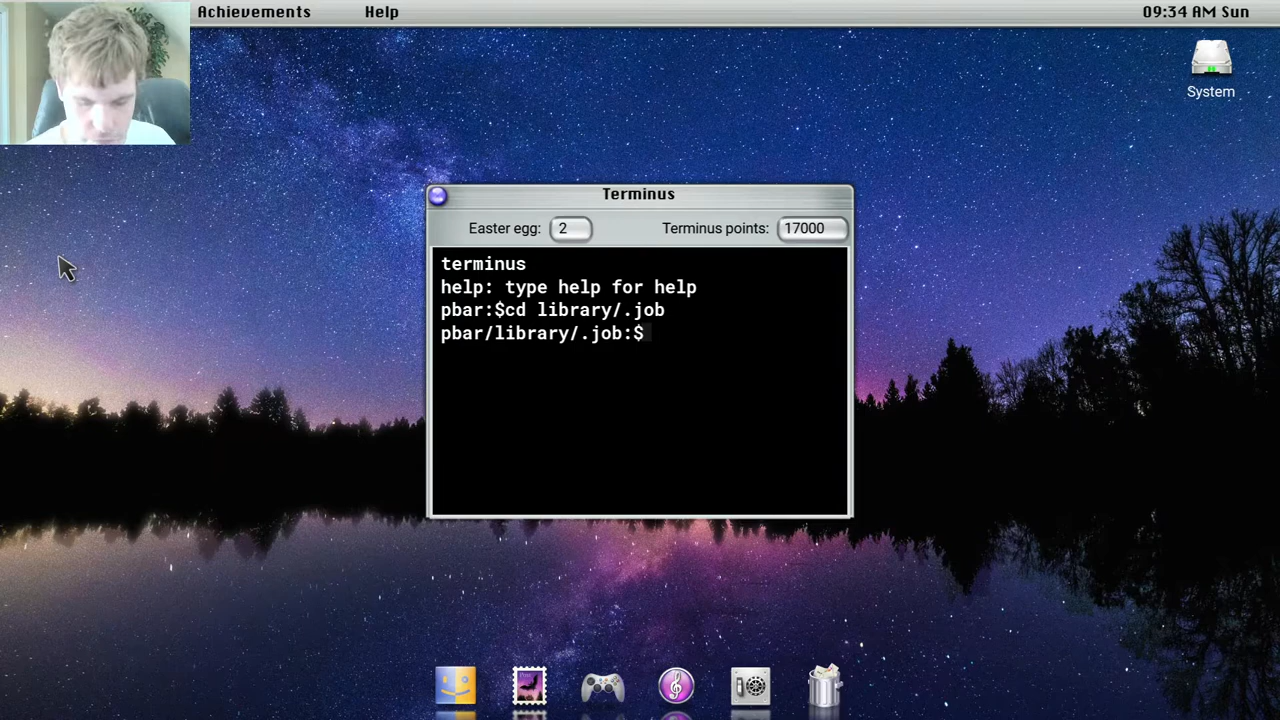 Achievements Help 09:34 AM Sun
System
Terminus
Easter egg: 2 Terminus points: 17000
terminus
help: type help for help
pbar:$cd library/.job
pbar/library/.job:$